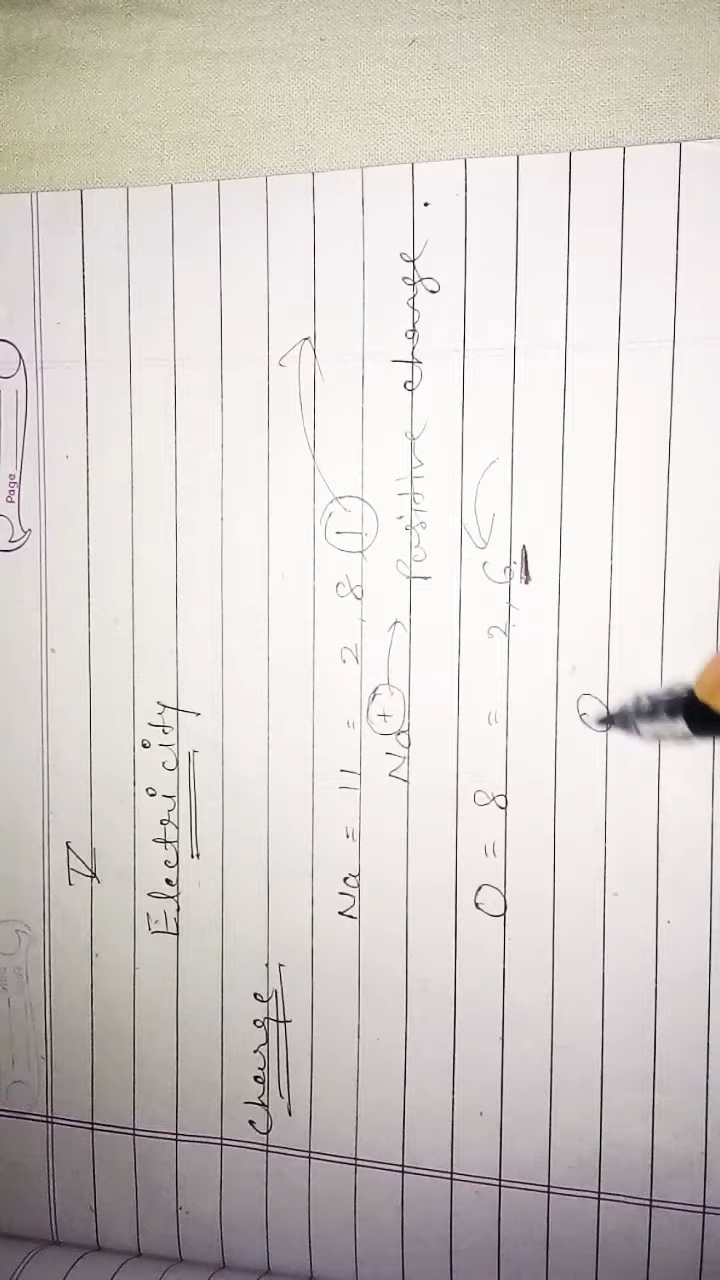 Page
V
Electricity
Charge.
Na = 11 = 2, 8, 1
Na+ → Positive charge.
O = 8 = 2, 6
O